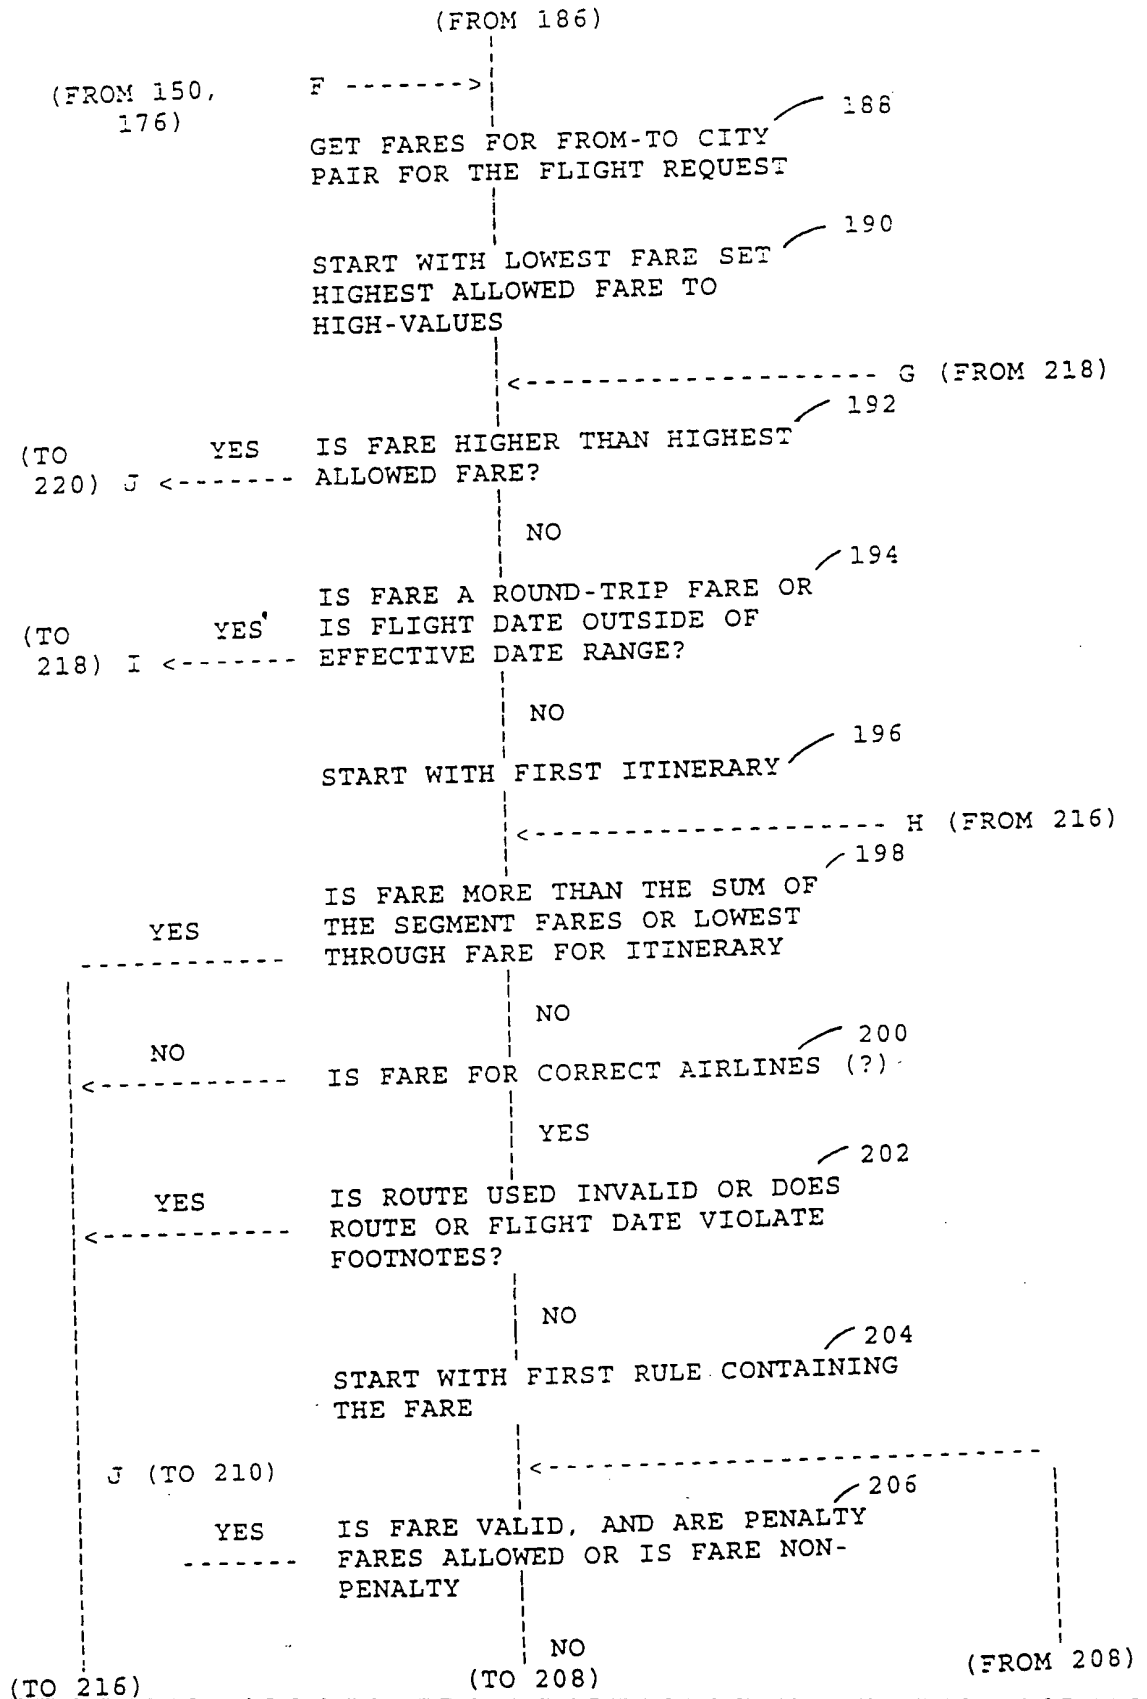 (FROM 186)
(FROM 150,
176)
F
188
GET FARES FOR FROM-TO CITY
PAIR FOR THE FLIGHT REQUEST
190
START WITH LOWEST FARE SET
HIGHEST ALLOWED FARE TO
HIGH-VALUES
G (FROM 218)
192
(TO
220) J
YES
IS FARE HIGHER THAN HIGHEST
ALLOWED FARE?
NO
194
(TO
218) I
YES
IS FARE A ROUND-TRIP FARE OR
IS FLIGHT DATE OUTSIDE OF
EFFECTIVE DATE RANGE?
NO
196
START WITH FIRST ITINERARY
H (FROM 216)
198
YES
IS FARE MORE THAN THE SUM OF
THE SEGMENT FARES OR LOWEST
THROUGH FARE FOR ITINERARY
NO
200
NO
IS FARE FOR CORRECT AIRLINES (?)
YES
202
YES
IS ROUTE USED INVALID OR DOES
ROUTE OR FLIGHT DATE VIOLATE
FOOTNOTES?
NO
204
START WITH FIRST RULE CONTAINING
THE FARE
J (TO 210)
206
YES
IS FARE VALID, AND ARE PENALTY
FARES ALLOWED OR IS FARE NON-
PENALTY
NO
(TO 216)
(TO 208)
(FROM 208)